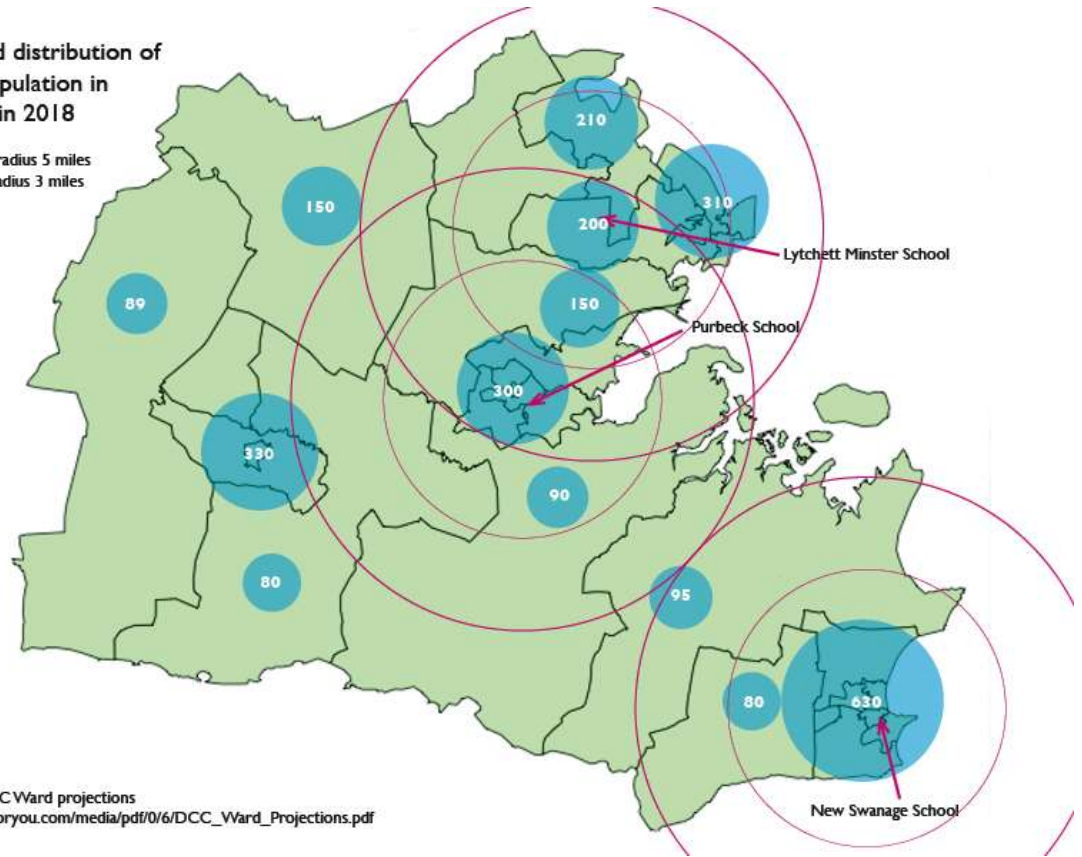 distribution of
pulation in
in 2018
radius 5 miles
radius 3 miles
210
310
150
200
Lytchett Minster School
89
150
Purbeck School
300
330
90
80
95
80
630
New Swanage School
C Ward projections
oryou.com/media/pdf/0/6/DCC_Ward_Projections.pdf